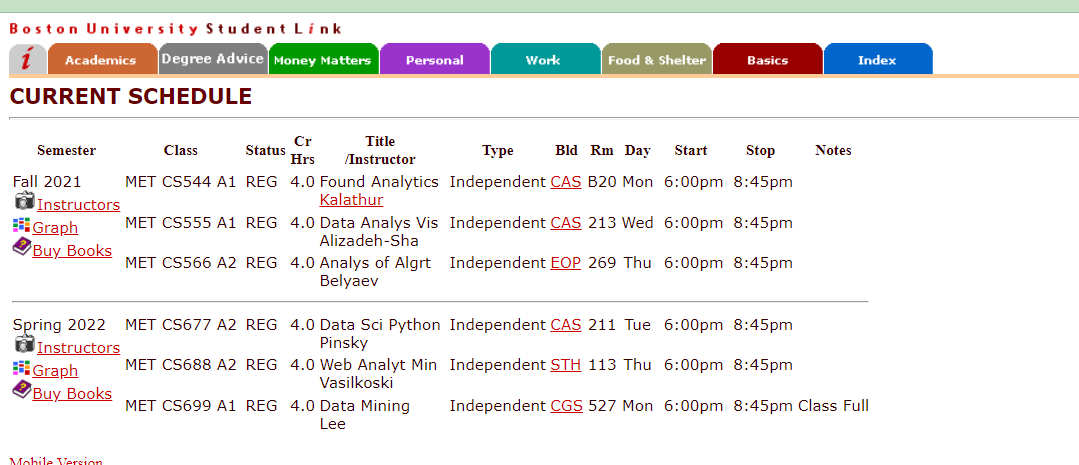 Boston University Student Link
i Academics Degree Advice Money Matters Personal Work Food & Shelter Basics Index
CURRENT SCHEDULE
Semester Class Status Cr Hrs Title /Instructor Type Bld Rm Day Start Stop Notes
Fall 2021 MET CS544 A1 REG 4.0 Found Analytics Independent CAS B20 Mon 6:00pm 8:45pm
Instructors Kalathur
Graph MET CS555 A1 REG 4.0 Data Analys Vis Independent CAS 213 Wed 6:00pm 8:45pm
Buy Books Alizadeh-Sha
MET CS566 A2 REG 4.0 Analys of Algrt Independent EOP 269 Thu 6:00pm 8:45pm
Belyaev
Spring 2022 MET CS677 A2 REG 4.0 Data Sci Python Independent CAS 211 Tue 6:00pm 8:45pm
Instructors Pinsky
Graph MET CS688 A2 REG 4.0 Web Analyt Min Independent STH 113 Thu 6:00pm 8:45pm
Buy Books Vasilkoski
MET CS699 A1 REG 4.0 Data Mining Independent CGS 527 Mon 6:00pm 8:45pm Class Full
Lee
Mobile Version